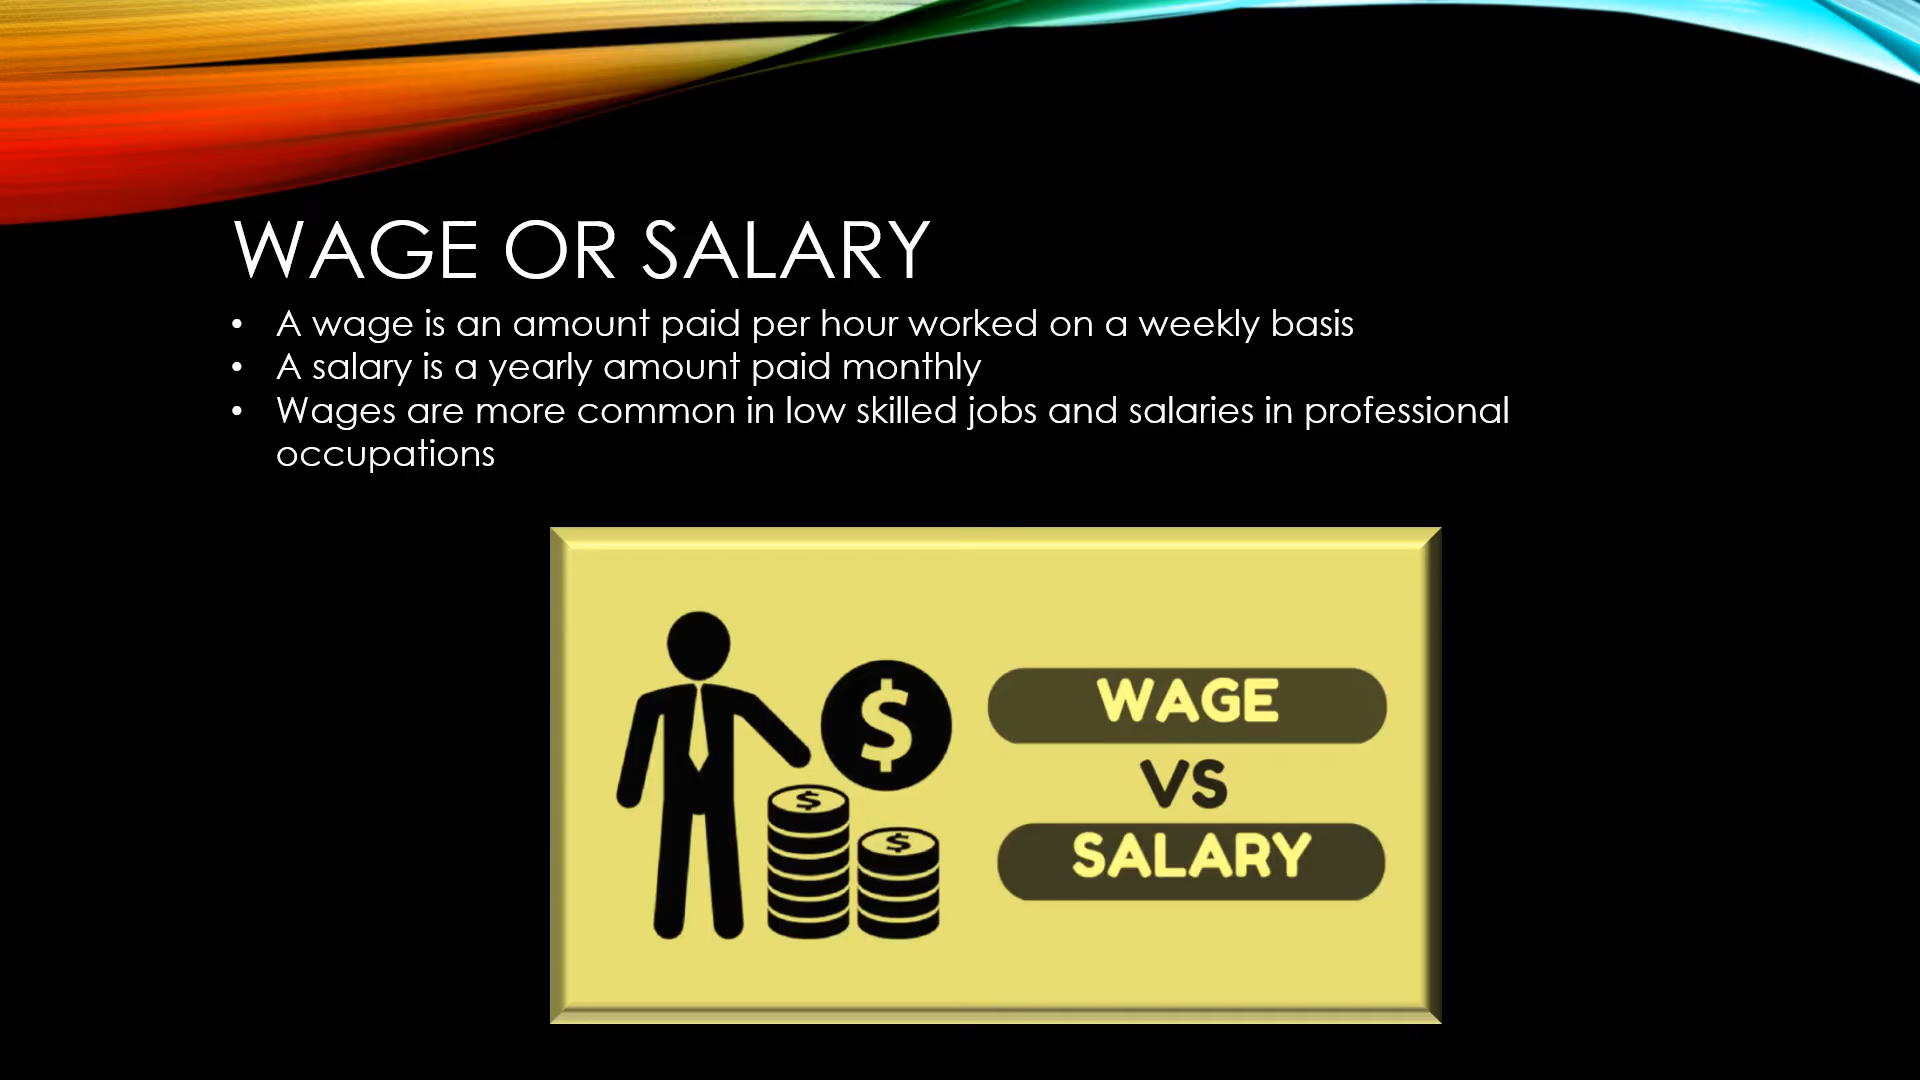 WAGE OR SALARY
• A wage is an amount paid per hour worked on a weekly basis
• A salary is a yearly amount paid monthly
• Wages are more common in low skilled jobs and salaries in professional
occupations
$
$
$
WAGE
VS
SALARY